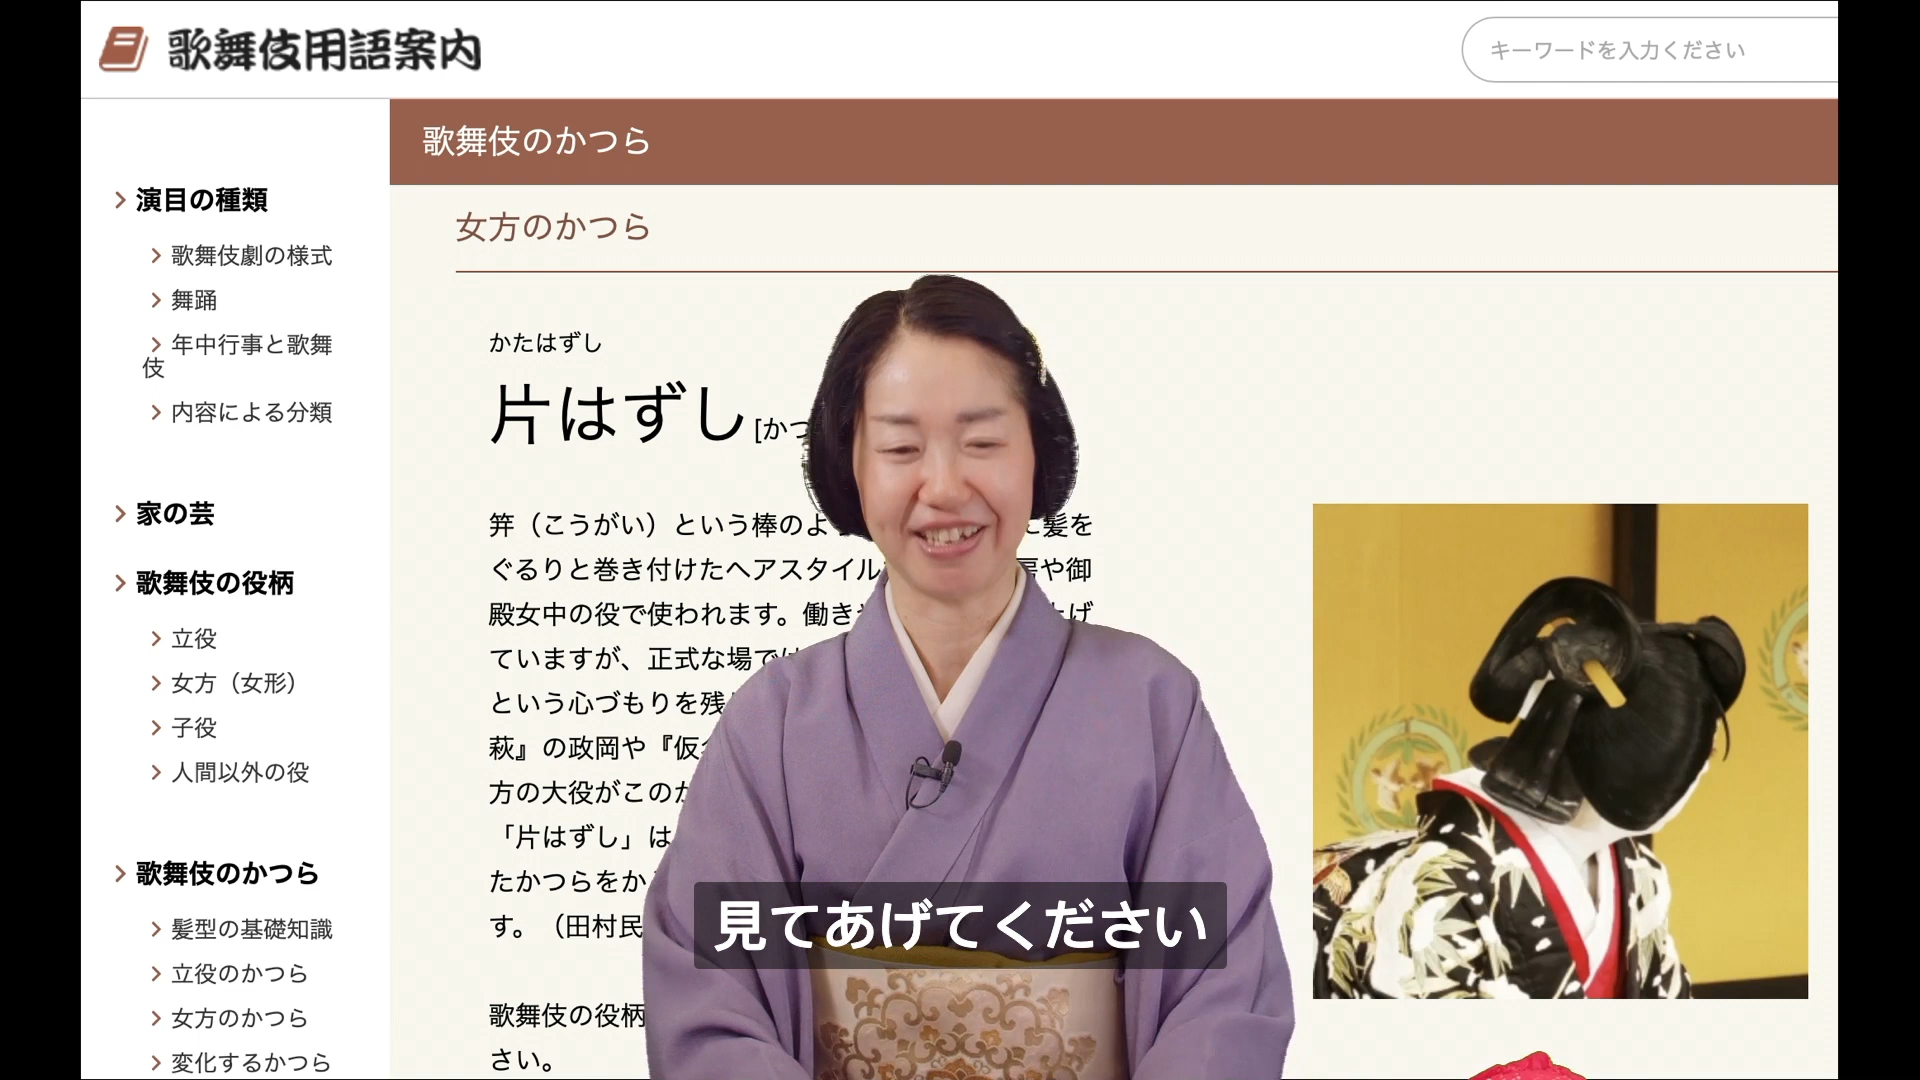 歌舞伎用語案内
キーワードを入力ください
演目の種類
歌舞伎劇の様式
舞踊
年中行事と歌舞
伎
内容による分類
家の芸
歌舞伎の役柄
立役
女方（女形）
子役
人間以外の役
歌舞伎のかつら
髪型の基礎知識
立役のかつら
女方のかつら
変化するかつら
歌舞伎のかつら
女方のかつら
かたはずし
片はずし [かつ
笄（こうがい）という棒のよ に髪を
ぐるりと巻き付けたヘアスタイル や御
殿女中の役で使われます。働き 上げ
ていますが、正式な場では
という心づもりを残
萩』の政岡や『仮
方の大役がこのか
「片はずし」は
たかつらをか
す。（田村民
歌舞伎の役柄
さい。
見てあげてください